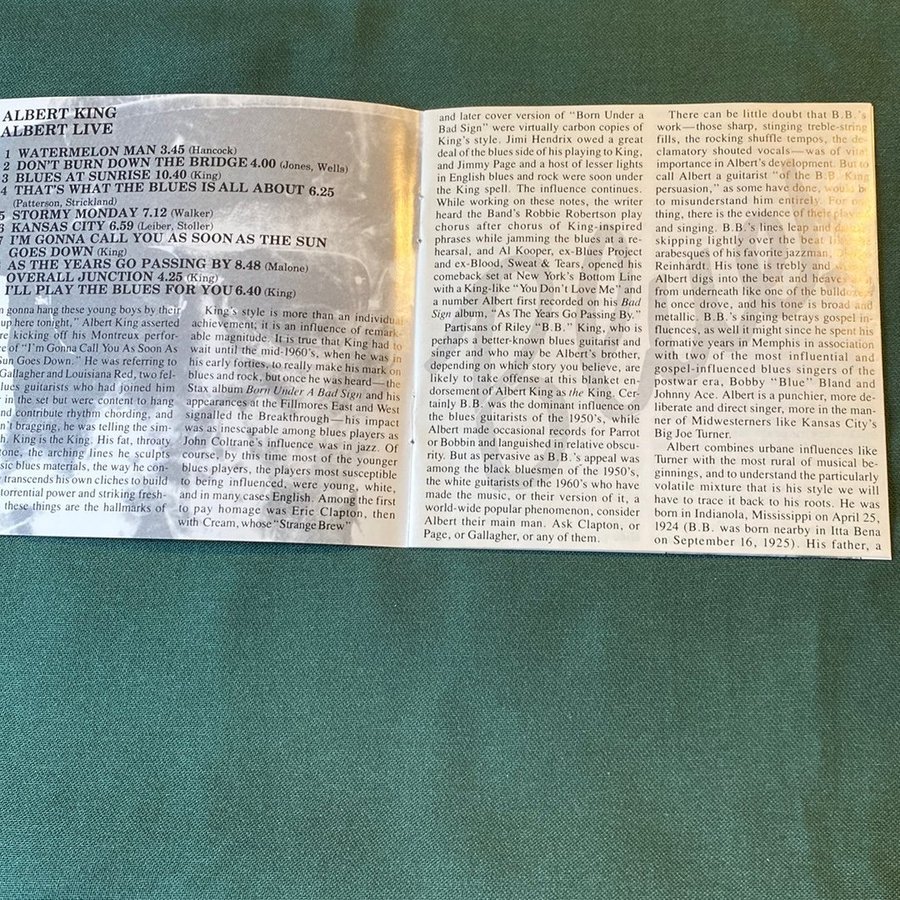 ALBERT KING
ALBERT LIVE
1 WATERMELON MAN 3.45 (Hancock)
2 DON'T BURN DOWN THE BRIDGE 4.00 (Jones, Wells)
3 BLUES AT SUNRISE 10.40 (King)
4 THAT'S WHAT THE BLUES IS ALL ABOUT 6.25
(Patterson, Strickland)
5 STORMY MONDAY 7.12 (Walker)
6 KANSAS CITY 6.59 (Leiber, Stoller)
7 I'M GONNA CALL YOU AS SOON AS THE SUN
GOES DOWN (King)
AS THE YEARS GO PASSING BY 8.48 (Malone)
OVERALL JUNCTION 4.25 (King)
I'LL PLAY THE BLUES FOR YOU 6.40 (King)
gonna hang these young boys by their
up here tonight," Albert King asserted
re kicking off his Montreux perfor-
of "I'm Gonna Call You As Soon As
Sun Goes Down." He was referring to
Gallagher and Louisiana Red, two fel-
lues guitarists who had joined him
in the set but were content to hang
and contribute rhythm chording, and
n't bragging, he was telling the sim-
h. King is the King. His fat, throaty
tone, the arching lines he sculpts
sic blues materials, the way he con-
y transcends his own cliches to build
torrential power and striking fresh-
these things are the hallmarks of
King's style is more than an individual
achievement; it is an influence of remark-
able magnitude. It is true that King had to
wait until the mid-1960's, when he was in
his early forties, to really make his mark on
blues and rock, but once he was heard—the
Stax album Born Under A Bad Sign and his
appearances at the Fillmores East and West
signalled the Breakthrough—his impact
was as inescapable among blues players as
John Coltrane's influence was in jazz. Of
course, by this time most of the younger
blues players, the players most susceptible
to being influenced, were young, white,
and in many cases English. Among the first
to pay homage was Eric Clapton, then
with Cream, whose "Strange Brew"
and later cover version of "Born Under a
Bad Sign" were virtually carbon copies of
King's style. Jimi Hendrix owed a great
deal of the blues side of his playing to King,
and Jimmy Page and a host of lesser lights
in English blues and rock were soon under
the King spell. The influence continues.
While working on these notes, the writer
heard the Band's Robbie Robertson play
chorus after chorus of King-inspired
phrases while jamming the blues at a re-
hearsal, and Al Kooper, ex-Blues Project
and ex-Blood, Sweat & Tears, opened his
comeback set at New York's Bottom Line
with a King-like "You Don't Love Me" and
a number Albert first recorded on his Bad
Sign album, "As The Years Go Passing By."
Partisans of Riley "B.B." King, who is
perhaps a better-known blues guitarist and
singer and who may be Albert's brother,
depending on which story you believe, are
likely to take offense at this blanket en-
dorsement of Albert King as the King. Cer-
tainly B.B. was the dominant influence on
the blues guitarists of the 1950's, while
Albert made occasional records for Parrot
or Bobbin and languished in relative obscu-
rity. But as pervasive as B.B.'s appeal was
among the black bluesmen of the 1950's,
the white guitarists of the 1960's who have
made the music, or their version of it, a
world-wide popular phenomenon, consider
Albert their main man. Ask Clapton, or
Page, or Gallagher, or any of them.
There can be little doubt that B.B.'s
work—those sharp, stinging treble-string
fills, the rocking shuffle tempos, the de-
clamatory shouted vocals—was of vital
importance in Albert's development. But to
call Albert a guitarist "of the B.B. King
persuasion," as some have done, would be
to misunderstand him entirely. For one
thing, there is the evidence of their playing
and singing. B.B.'s lines leap and
skipping lightly over the beat like
arabesques of his favorite jazzman,
Reinhardt. His tone is trebly and
Albert digs into the beat and heaves
from underneath like one of the bulldozers
he once drove, and his tone is broad and
metallic. B.B.'s singing betrays gospel in-
fluences, as well it might since he spent his
formative years in Memphis in association
with two of the most influential and
gospel-influenced blues singers of the
postwar era, Bobby "Blue" Bland and
Johnny Ace. Albert is a punchier, more de-
liberate and direct singer, more in the man-
ner of Midwesterners like Kansas City's
Big Joe Turner.
Albert combines urbane influences like
Turner with the most rural of musical be-
ginnings, and to understand the particularly
volatile mixture that is his style we will
have to trace it back to his roots. He was
born in Indianola, Mississippi on April 25,
1924 (B.B. was born nearby in Itta Bena
on September 16, 1925). His father, a